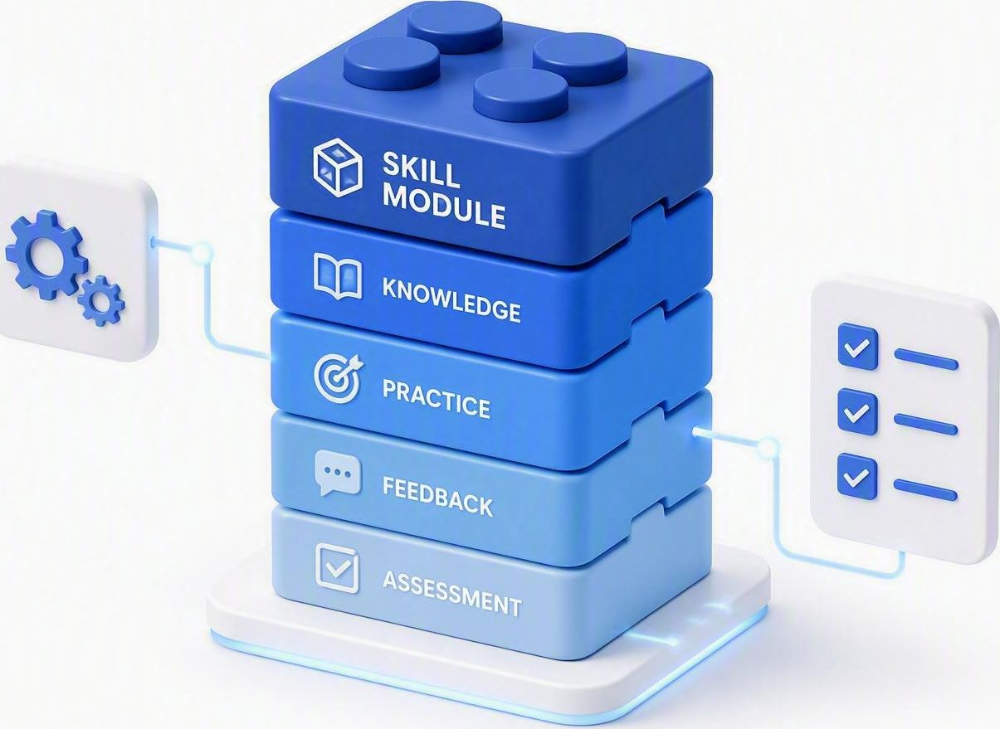 SKILL
MODULE
KNOWLEDGE
PRACTICE
FEEDBACK
ASSESSMENT